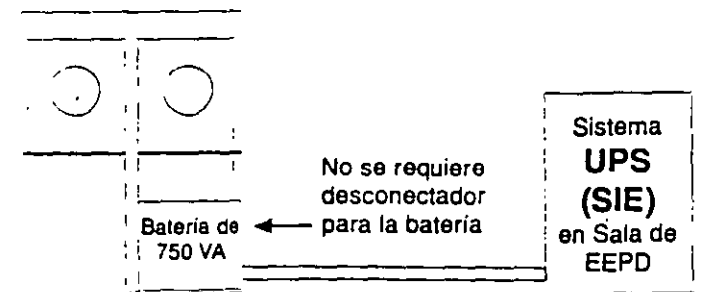 No se requiere
desconectador
para la batería
Batería de
750 VA
Sistema
UPS
(SIE)
en Sala de
EEPD